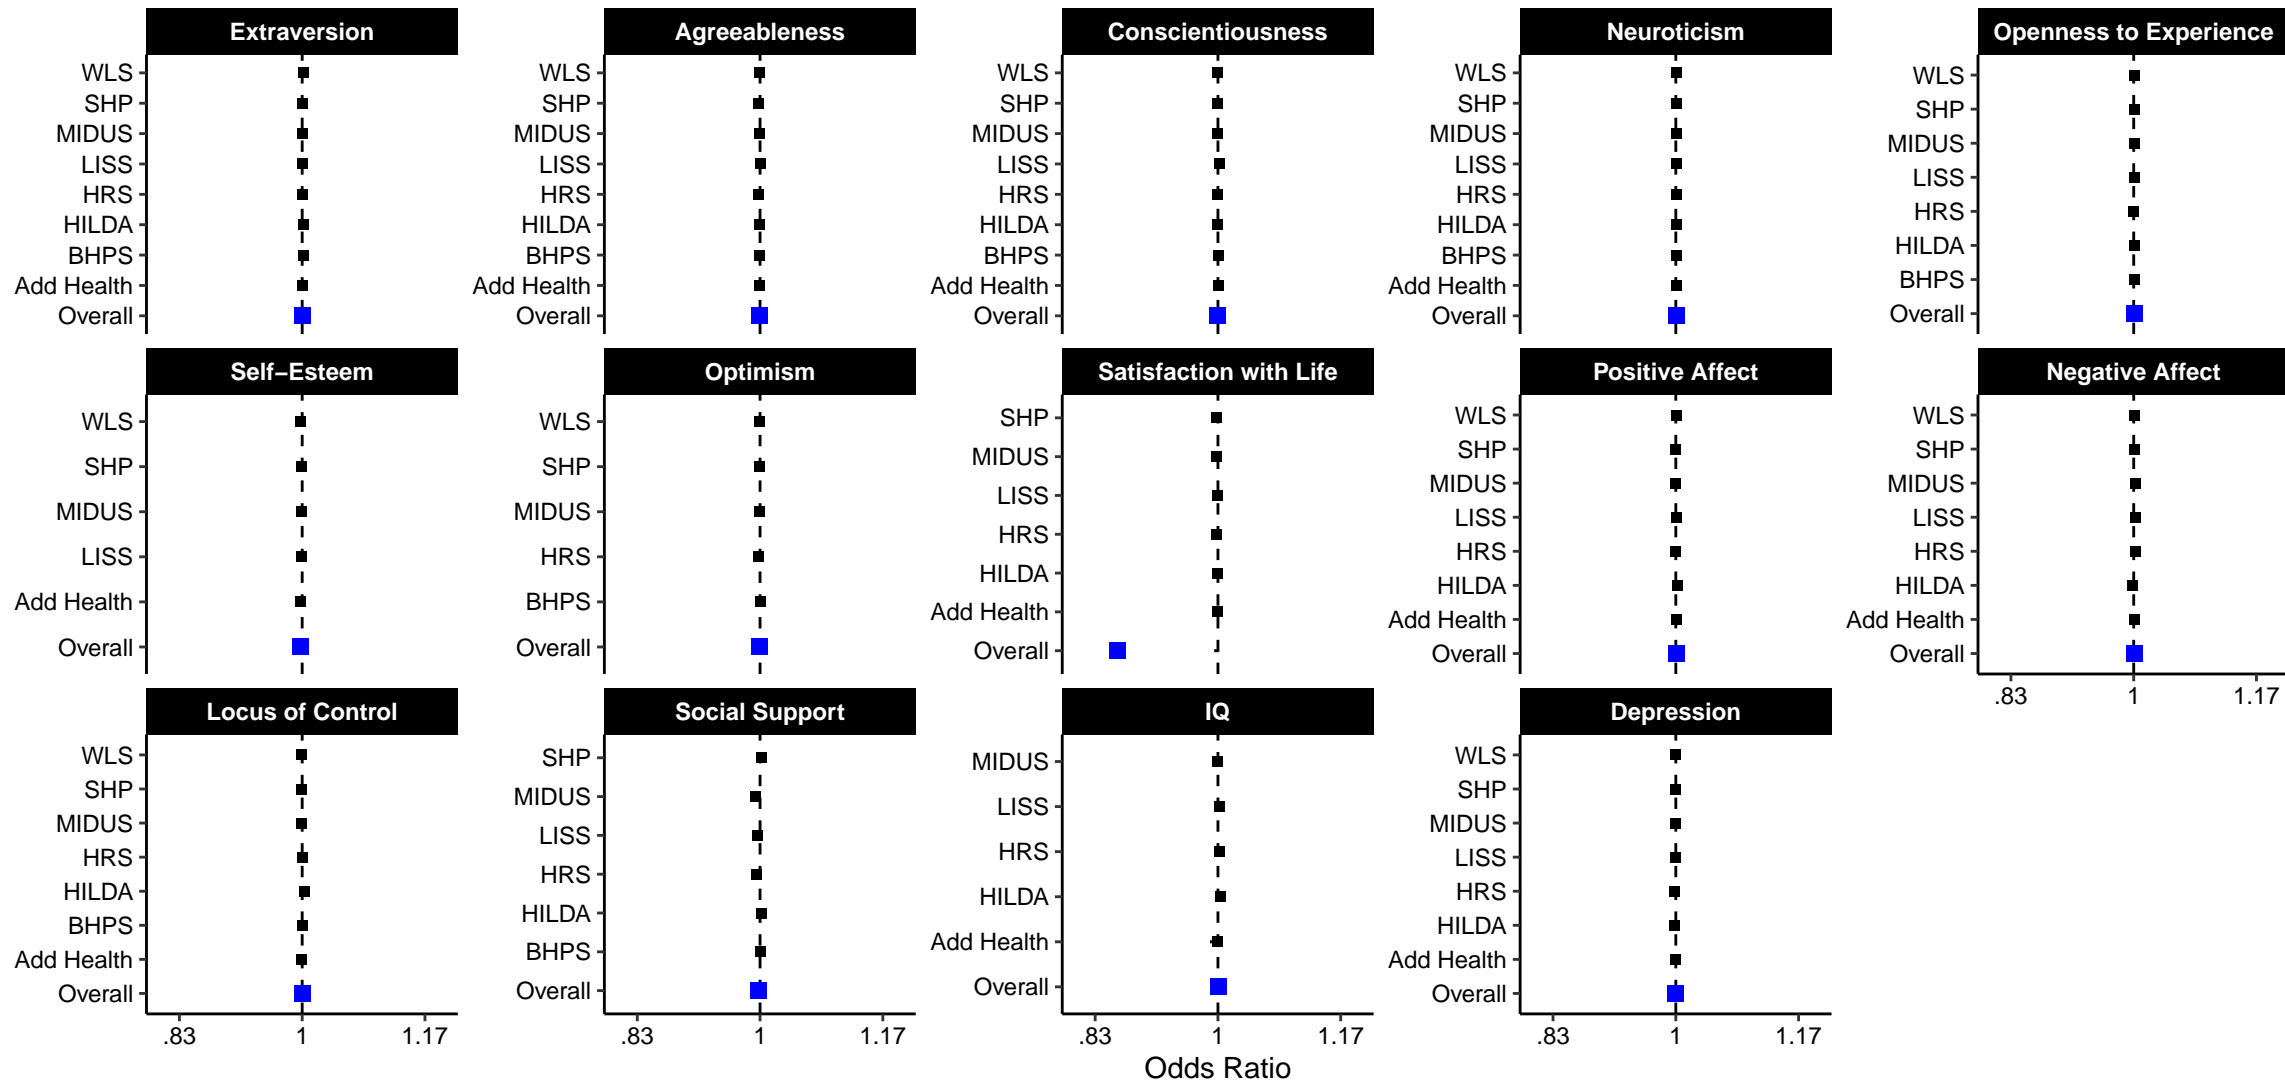 Extraversion
WLS
SHP
MIDUS
LISS
HRS
HILDA
BHPS
Add Health
Overall
Agreeableness
WLS
SHP
MIDUS
LISS
HRS
HILDA
BHPS
Add Health
Overall
Conscientiousness
WLS
SHP
MIDUS
LISS
HRS
HILDA
BHPS
Add Health
Overall
Neuroticism
WLS
SHP
MIDUS
LISS
HRS
HILDA
BHPS
Add Health
Overall
Openness to Experience
WLS
SHP
MIDUS
LISS
HRS
HILDA
BHPS
Overall
Self−Esteem
WLS
SHP
MIDUS
LISS
Add Health
Overall
Optimism
WLS
SHP
MIDUS
HRS
BHPS
Overall
Satisfaction with Life
SHP
MIDUS
LISS
HRS
HILDA
Add Health
Overall
Positive Affect
WLS
SHP
MIDUS
LISS
HRS
HILDA
Add Health
Overall
Negative Affect
WLS
SHP
MIDUS
LISS
HRS
HILDA
Add Health
Overall
.83 1 1.17
Locus of Control
WLS
SHP
MIDUS
HRS
HILDA
BHPS
Add Health
Overall
.83 1 1.17
Social Support
SHP
MIDUS
LISS
HRS
HILDA
BHPS
Overall
.83 1 1.17
IQ
MIDUS
LISS
HRS
HILDA
Add Health
Overall
.83 1 1.17
Depression
WLS
SHP
MIDUS
LISS
HRS
HILDA
Add Health
Overall
.83 1 1.17
Odds Ratio